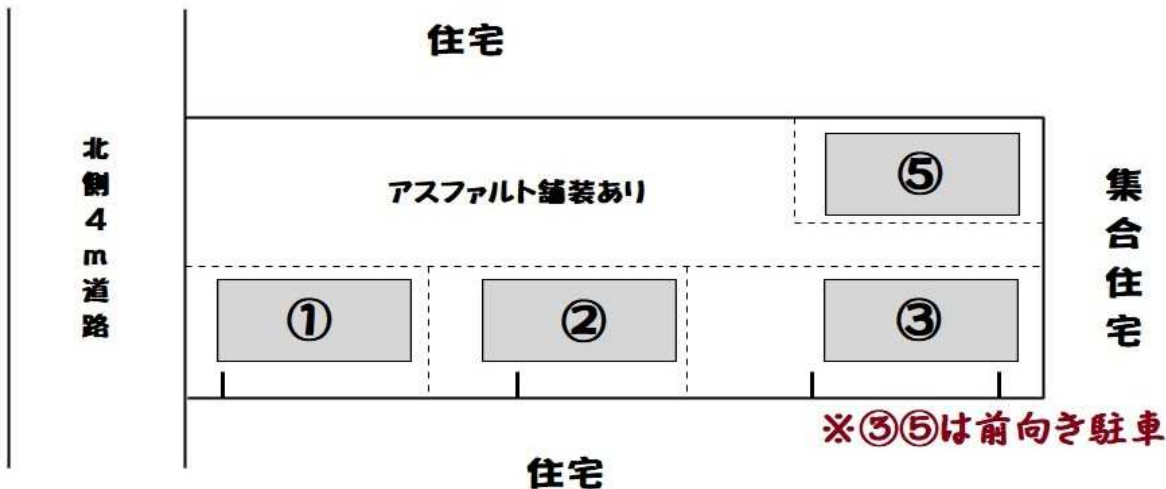 住宅
北側4m道路
アスファルト舗装あり
⑤
集合住宅
①
②
③
※③⑤は前向き駐車
住宅